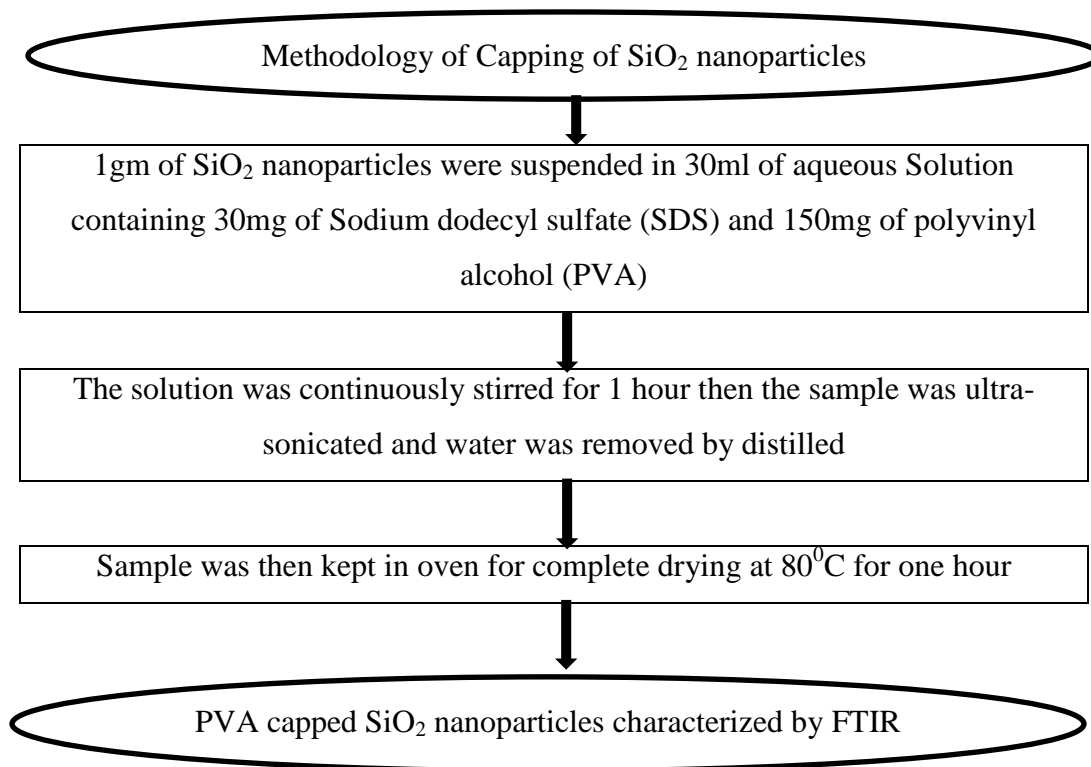 Methodology of Capping of SiO₂ nanoparticles
1gm of SiO₂ nanoparticles were suspended in 30ml of aqueous Solution
containing 30mg of Sodium dodecyl sulfate (SDS) and 150mg of polyvinyl
alcohol (PVA)
The solution was continuously stirred for 1 hour then the sample was ultra-
sonicated and water was removed by distilled
Sample was then kept in oven for complete drying at 80⁰C for one hour
PVA capped SiO₂ nanoparticles characterized by FTIR